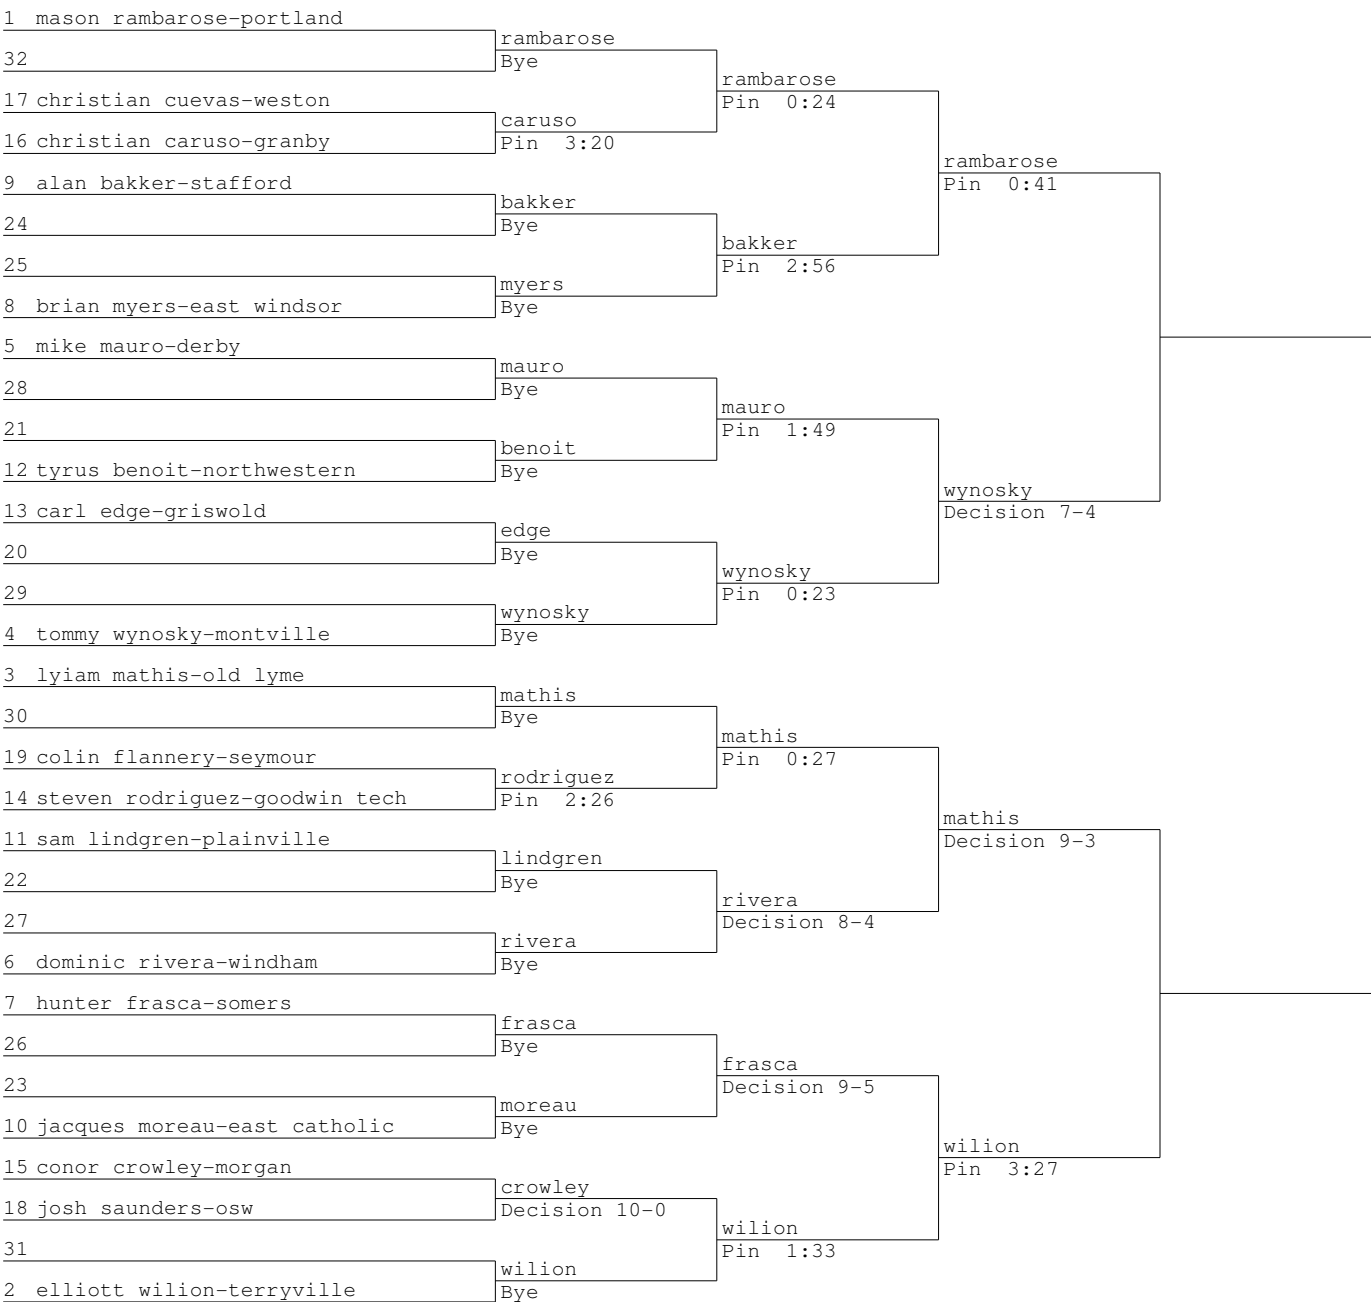 1 mason rambarose-portland
rambarose
32
Bye
rambarose
17 christian cuevas-weston
Pin 0:24
caruso
16 christian caruso-granby
Pin 3:20
rambarose
9 alan bakker-stafford
Pin 0:41
bakker
24
Bye
bakker
25
Pin 2:56
myers
8 brian myers-east windsor
Bye
5 mike mauro-derby
mauro
28
Bye
mauro
21
Pin 1:49
benoit
12 tyrus benoit-northwestern
Bye
wynosky
13 carl edge-griswold
Decision 7-4
edge
20
Bye
wynosky
29
Pin 0:23
wynosky
4 tommy wynosky-montville
Bye
3 lyiam mathis-old lyme
mathis
30
Bye
mathis
19 colin flannery-seymour
Pin 0:27
rodriguez
14 steven rodriguez-goodwin tech
Pin 2:26
mathis
11 sam lindgren-plainville
Decision 9-3
lindgren
22
Bye
rivera
27
Decision 8-4
rivera
6 dominic rivera-windham
Bye
7 hunter frasca-somers
frasca
26
Bye
frasca
23
Decision 9-5
moreau
10 jacques moreau-east catholic
Bye
wilion
15 conor crowley-morgan
Pin 3:27
crowley
18 josh saunders-osw
Decision 10-0
wilion
31
Pin 1:33
wilion
2 elliott wilion-terryville
Bye